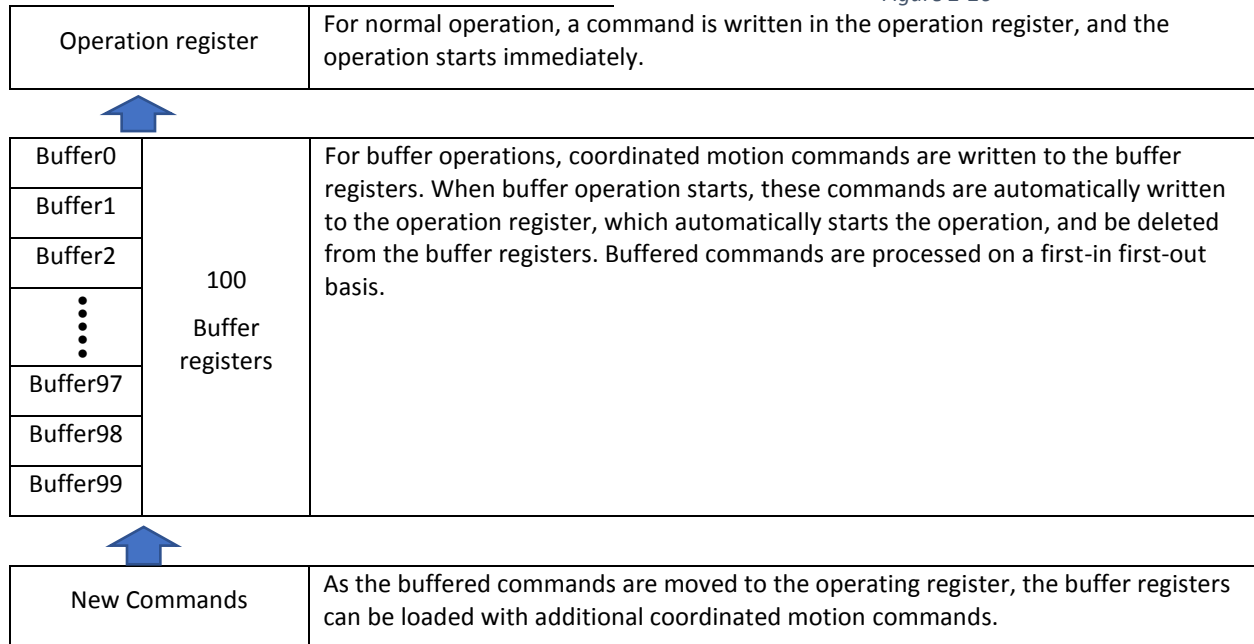 Operation register
For normal operation, a command is written in the operation register, and the
operation starts immediately.
Buffer0
Buffer1
Buffer2
Buffer97
Buffer98
Buffer99
100
Buffer
registers
For buffer operations, coordinated motion commands are written to the buffer
registers. When buffer operation starts, these commands are automatically written
to the operation register, which automatically starts the operation, and be deleted
from the buffer registers. Buffered commands are processed on a first-in first-out
basis.
New Commands
As the buffered commands are moved to the operating register, the buffer registers
can be loaded with additional coordinated motion commands.